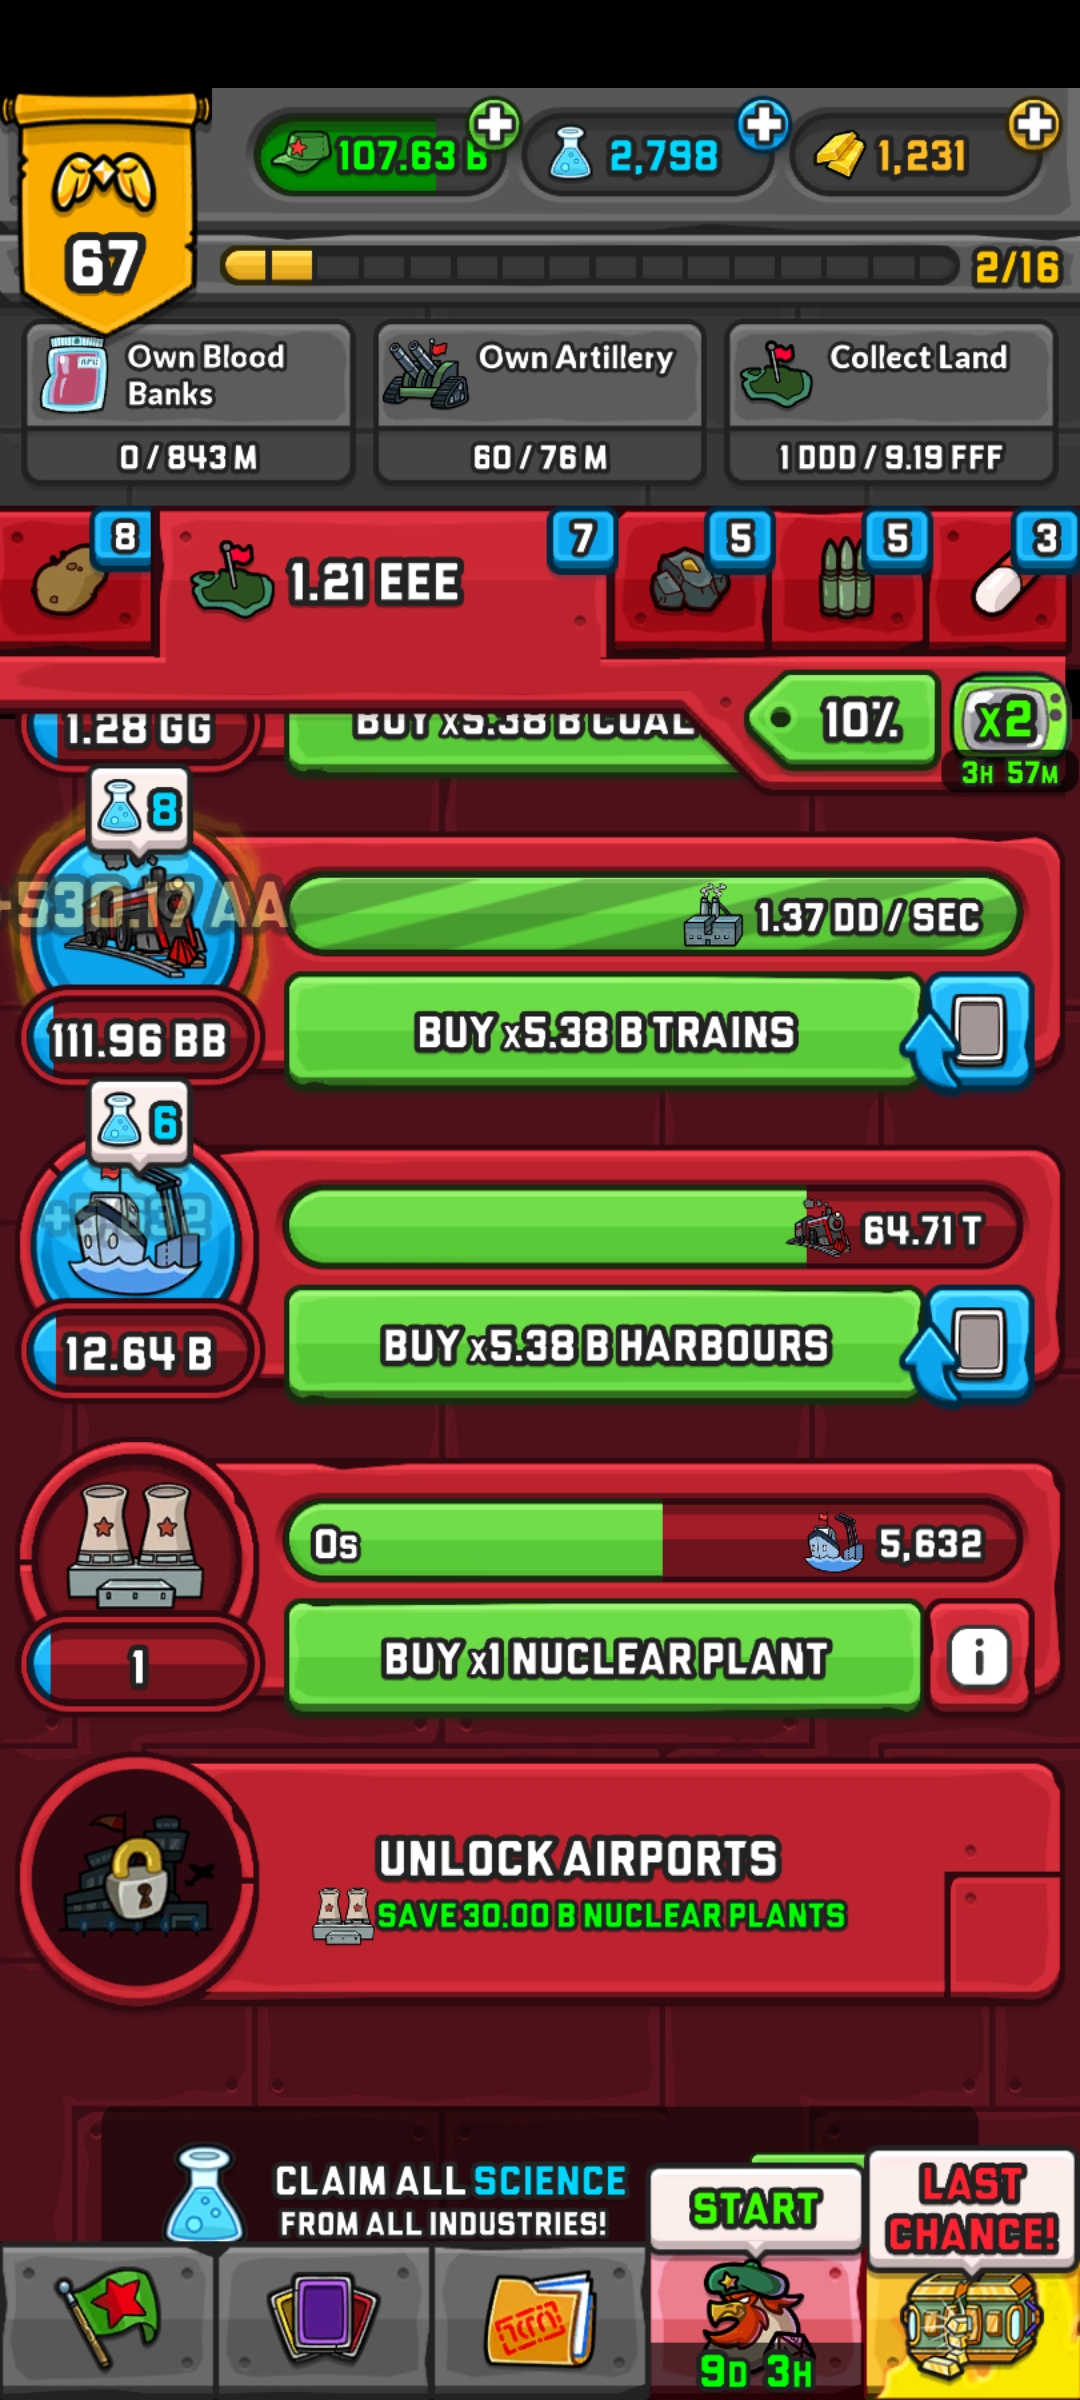 107.63 B
2,798
1,231
67
2/16
Own Blood Banks
0 / 843 M
Own Artillery
60 / 76 M
Collect Land
1 DDD / 9.19 FFF
8
1.21 EEE
7
5
5
3
10%
x2
3H 57M
1.28 GG
BUY x5.38 B COAL
8
+530.17 AA
1.37 DD / SEC
111.96 BB
BUY x5.38 B TRAINS
6
+5,632
64.71 T
12.64 B
BUY x5.38 B HARBOURS
0s
5,632
1
BUY x1 NUCLEAR PLANT
i
UNLOCK AIRPORTS
SAVE 30.00 B NUCLEAR PLANTS
CLAIM ALL SCIENCE
FROM ALL INDUSTRIES!
START
LAST
CHANCE!
9D 3H